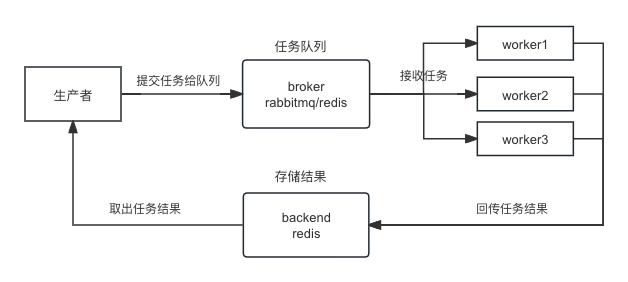 任务队列
worker1
提交任务给队列
接收任务
生产者
broker
rabbitmq/redis
worker2
worker3
存储结果
取出任务结果
回传任务结果
backend
redis